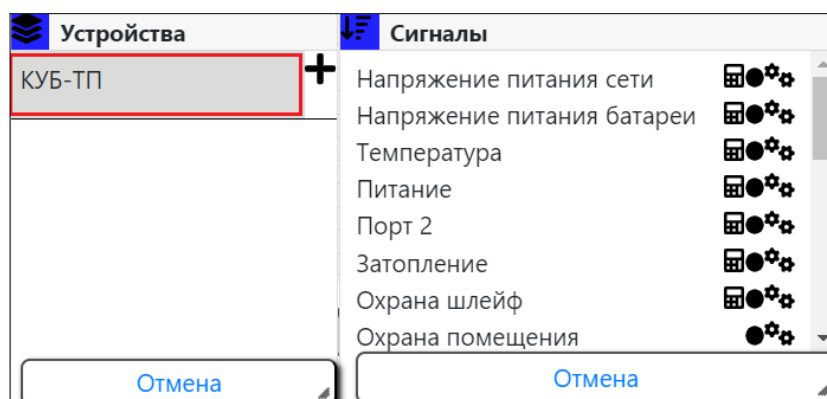 Устройства
КУБ-ТП
Отмена
Сигналы
Напряжение питания сети
Напряжение питания батареи
Температура
Питание
Порт 2
Затопление
Охрана шлейф
Охрана помещения
Отмена